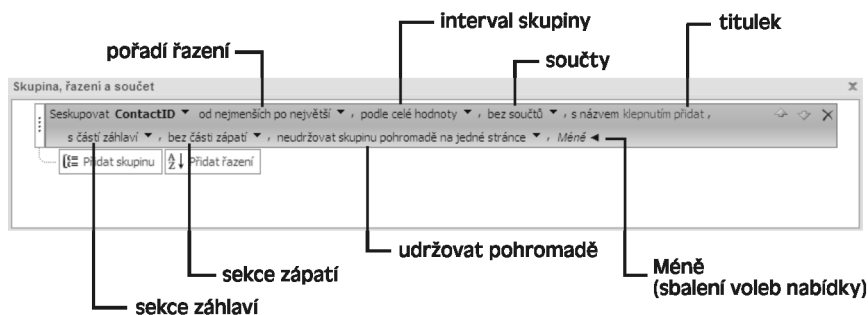 interval skupiny
titulek
pořadí řazení
součty
Skupina, řazení a součet
Seskupovat ContactID ▼ od nejmenších po největší ▼ , podle celé hodnoty ▼ , bez součtů ▼ , s názvem klepnutím přidat ,
s částí záhlaví ▼ , bez části zápatí ▼ , neudržovat skupinu pohromadě na jedné stránce ▼ , Méně ◄
Přidat skupinu
Přidat řazení
udržovat pohromadě
sekce zápatí
Méně
(sbalení voleb nabídky)
sekce záhlaví